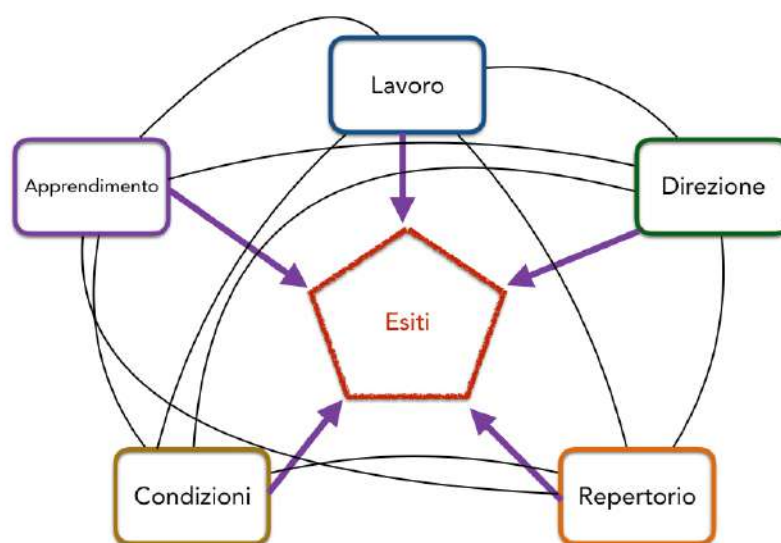 Lavoro
Apprendimento
Direzione
Esiti
Condizioni
Repertorio